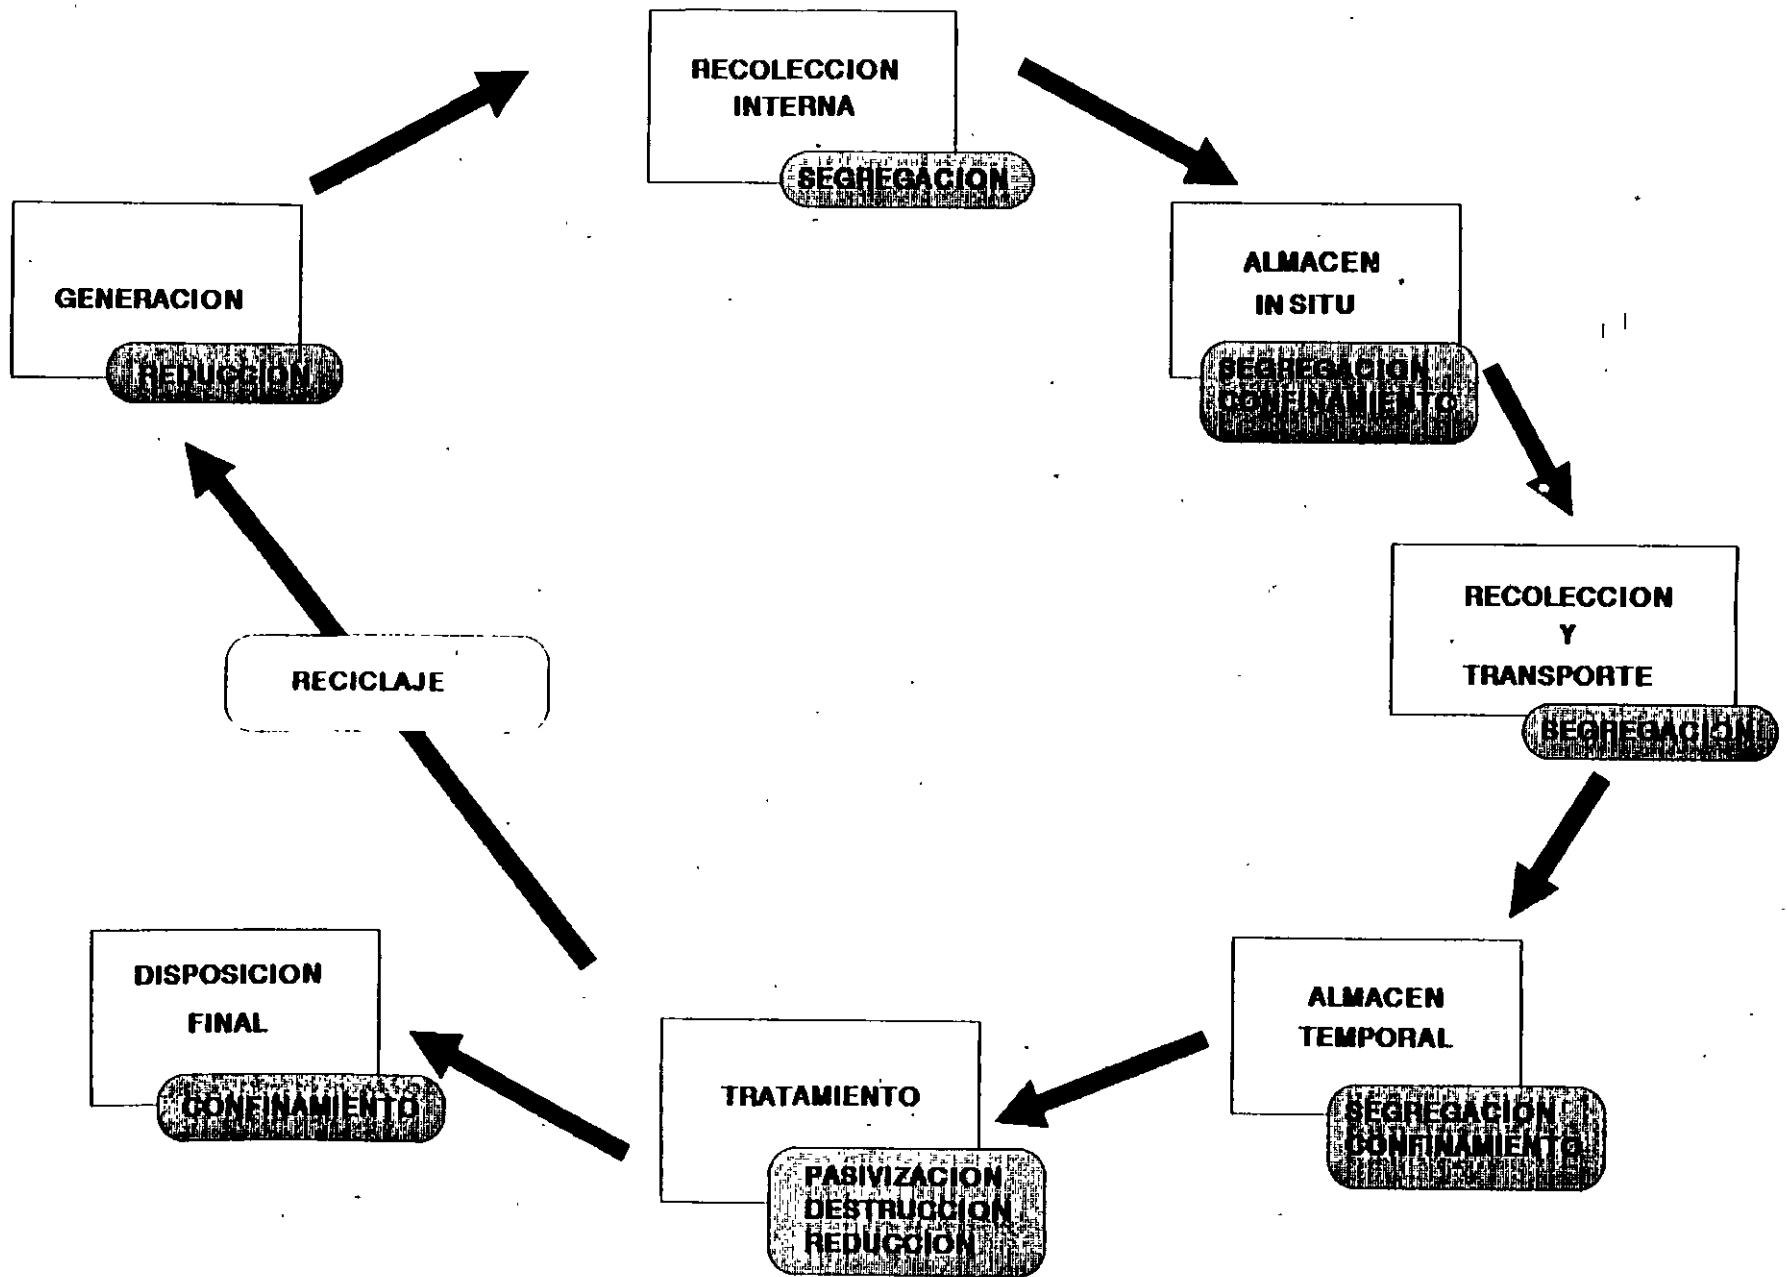 RECOLECCION
INTERNA
SEGREGACION
GENERACION
REDUCCION
ALMACEN
IN SITU
SEGREGACION
CONFINAMIENTO
RECOLECCION
Y
TRANSPORTE
SEGREGACION
RECICLAJE
DISPOSICION
FINAL
CONFINAMIENTO
TRATAMIENTO
PASIVIZACION
DESTRUCCION
REDUCCION
ALMACEN
TEMPORAL
SEGREGACION
CONFINAMIENTO